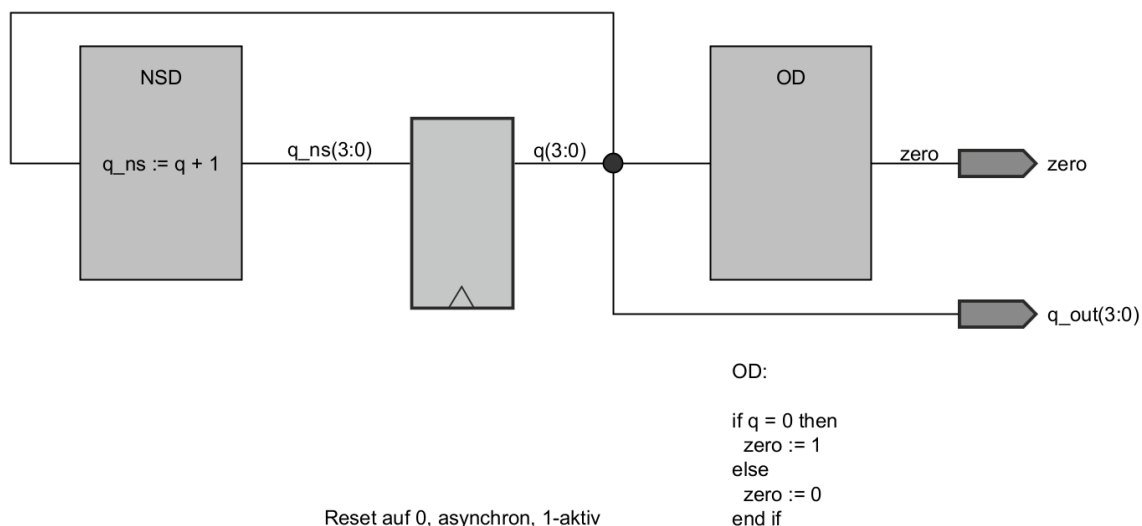 NSD
OD
q_ns := q + 1
q_ns(3:0)
q(3:0)
zero
zero
q_out(3:0)
OD:
if q = 0 then
zero := 1
else
zero := 0
end if
Reset auf 0, asynchron, 1-aktiv